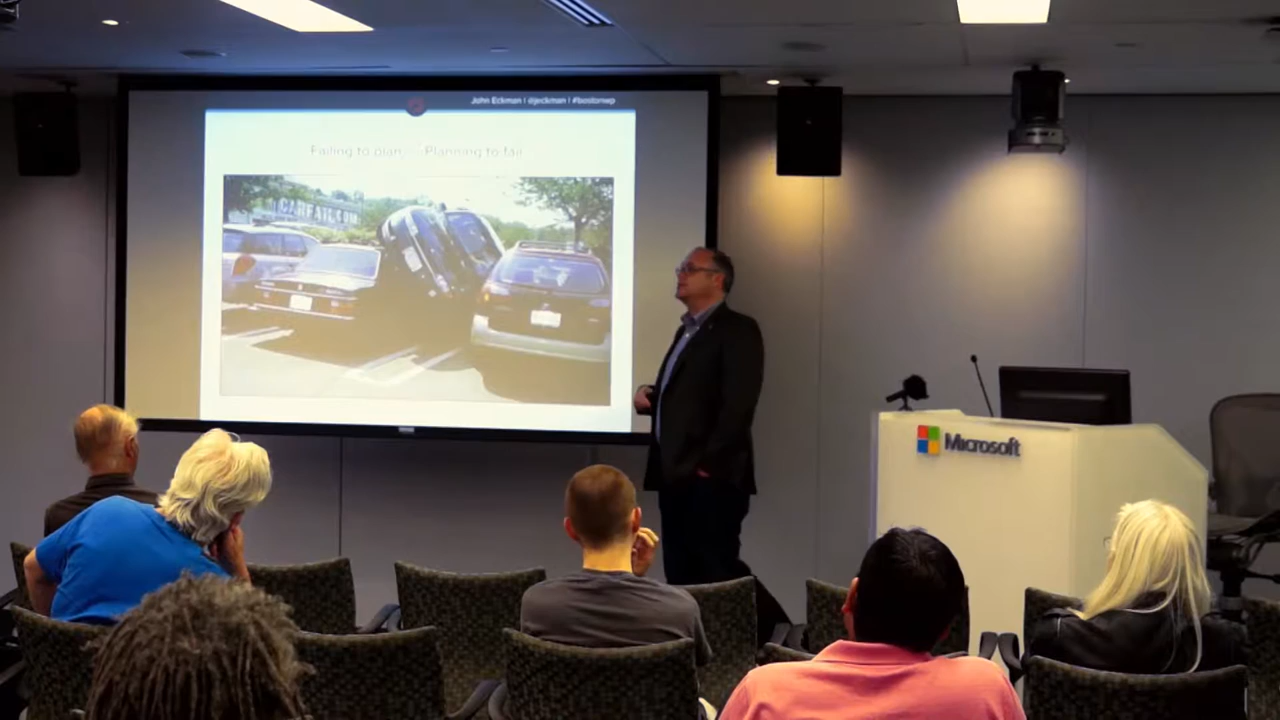 John Eckman | @jeckman | #bostonwp
Failing to plan Planning to fail
CARFAIL.COM
Microsoft